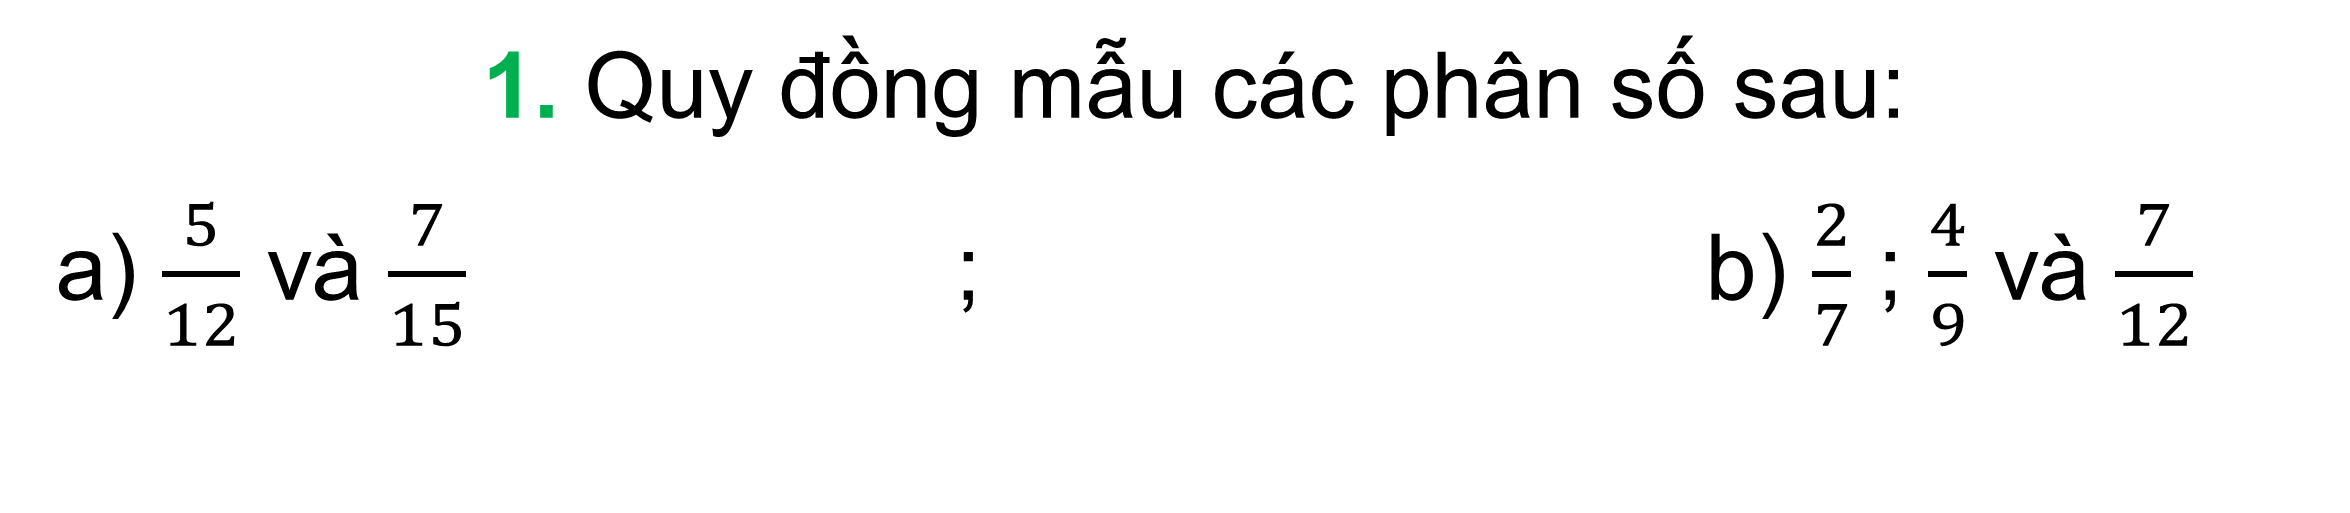 1. Quy đồng mẫu các phân số sau:
a) 5/12 và 7/15 ; b) 2/7 ; 4/9 và 7/12